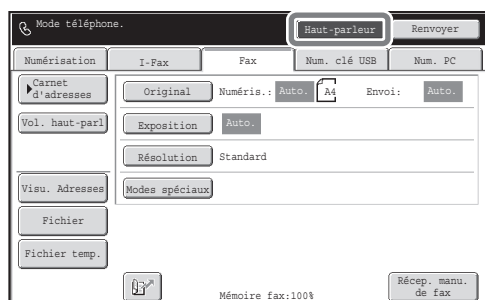 Mode téléphone.
Haut-parleur
Renvoyer
Numérisation
I-Fax
Fax
Num. clé USB
Num. PC
Carnet
d'adresses
Original
Numéris.: Auto. A4 Envoi: Auto.
Vol. haut-parl
Exposition
Auto.
Résolution
Standard
Visu. Adresses
Modes spéciaux
Fichier
Fichier temp.
Mémoire fax:100%
Récep. manu.
de fax